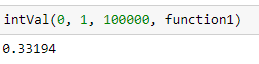 intVal(0, 1, 100000, function1)
0.33194